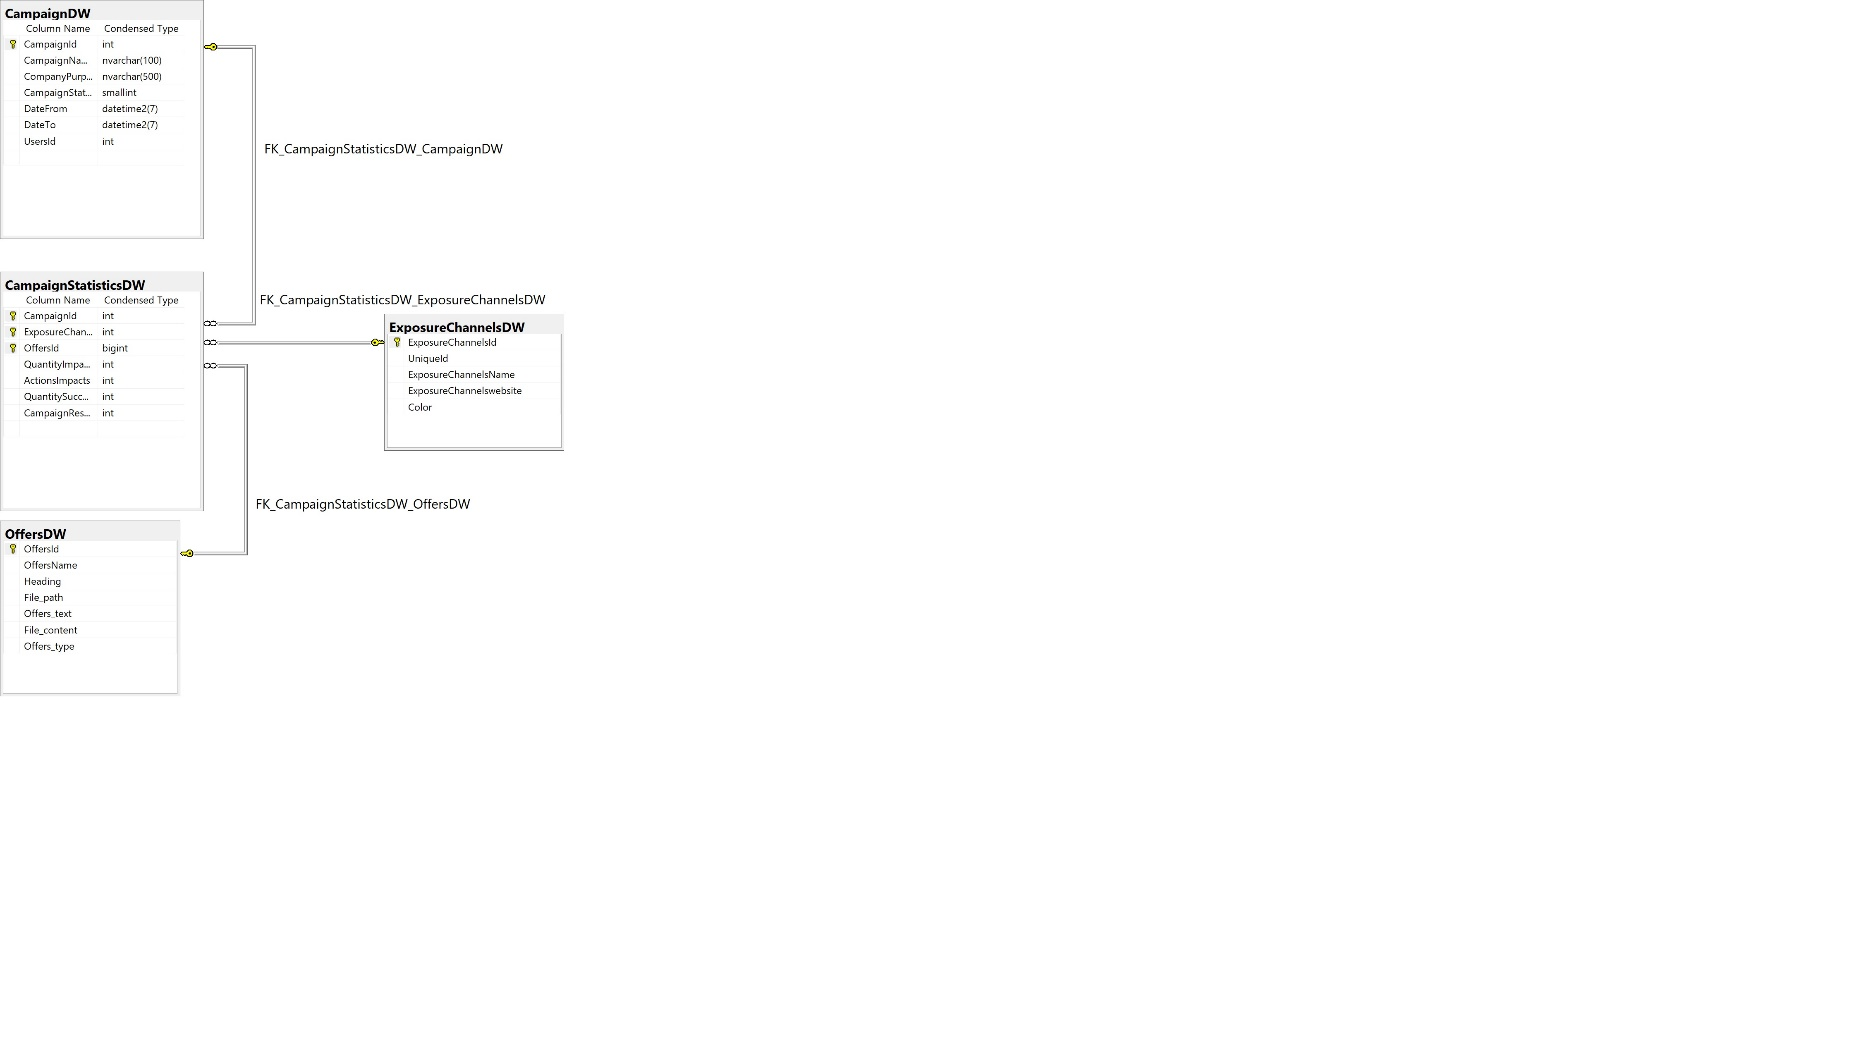 CampaignDW
Column Name Condensed Type
CampaignId int
CampaignNa... nvarchar(100)
CompanyPurp... nvarchar(500)
CampaignStat... smallint
DateFrom datetime2(7)
DateTo datetime2(7)
UsersId int
FK_CampaignStatisticsDW_CampaignDW
CampaignStatisticsDW
Column Name Condensed Type
CampaignId int
ExposureChan... int
OffersId bigint
QuantityImpa... int
ActionsImpacts int
QuantitySucc... int
CampaignRes... int
FK_CampaignStatisticsDW_ExposureChannelsDW
ExposureChannelsDW
ExposureChannelsId
UniqueId
ExposureChannelsName
ExposureChannelswebsite
Color
FK_CampaignStatisticsDW_OffersDW
OffersDW
OffersId
OffersName
Heading
File_path
Offers_text
File_content
Offers_type